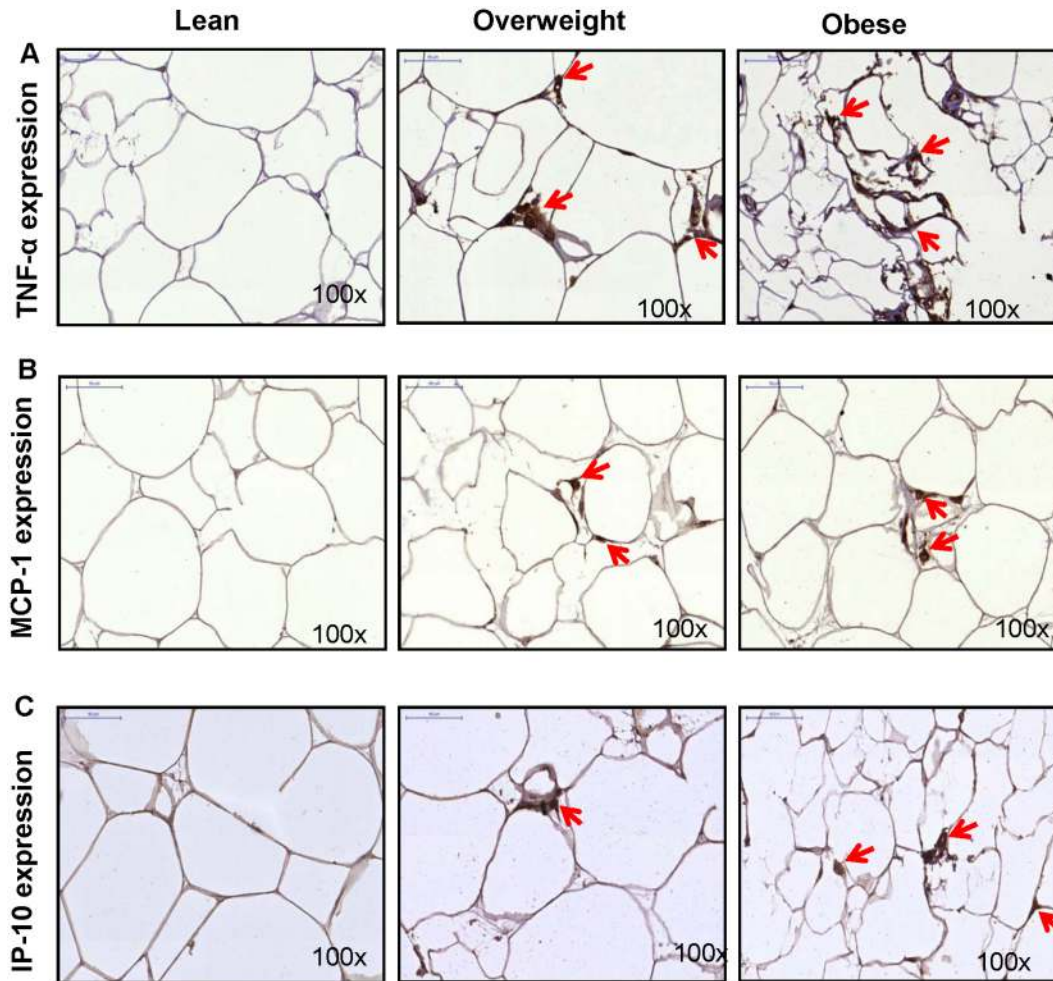 Lean Overweight Obese
A
TNF-α expression
100x 100x 100x
B
MCP-1 expression
100x 100x 100x
C
IP-10 expression
100x 100x 100x